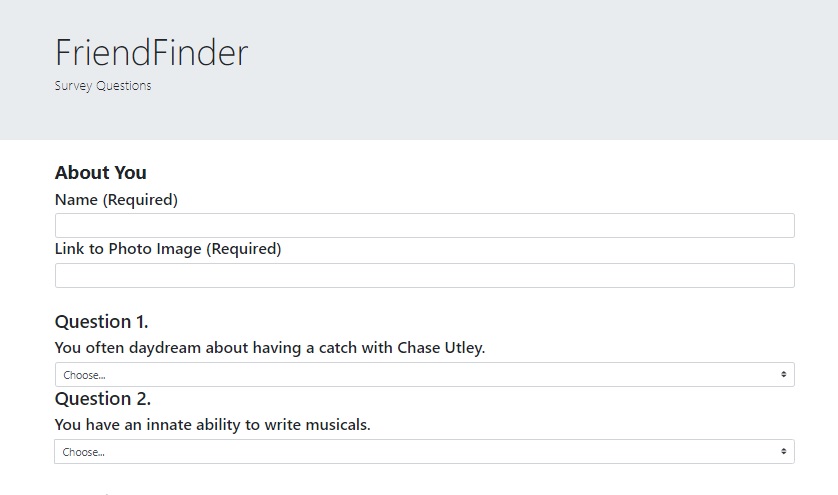 FriendFinder
Survey Questions
About You
Name (Required)
Link to Photo Image (Required)
Question 1.
You often daydream about having a catch with Chase Utley.
Choose...
Question 2.
You have an innate ability to write musicals.
Choose...